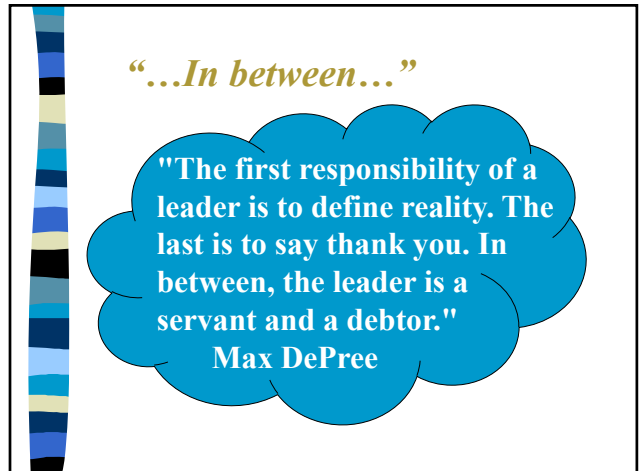 “…In between…”
"The first responsibility of a
leader is to define reality. The
last is to say thank you. In
between, the leader is a
servant and a debtor."
Max DePree